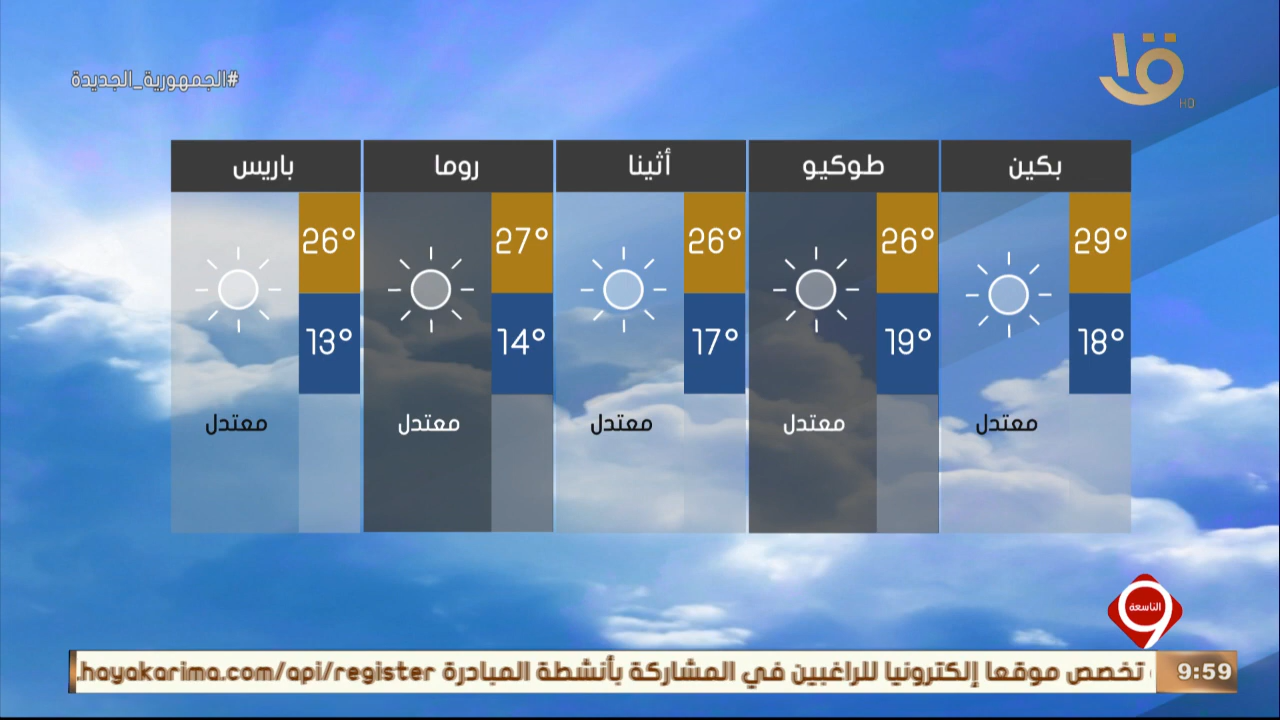 #الجمهورية_الجديدة
HD
بكين
طوكيو
أثينا
روما
باريس
29° 26° 26° 27° 26°
18° 19° 17° 14° 13°
معتدل معتدل معتدل معتدل معتدل
التاسعة
9
9:59
تخصص موقعا إلكترونيا للراغبين في المشاركة بأنشطة المبادرة hayakarima.com/api/register.